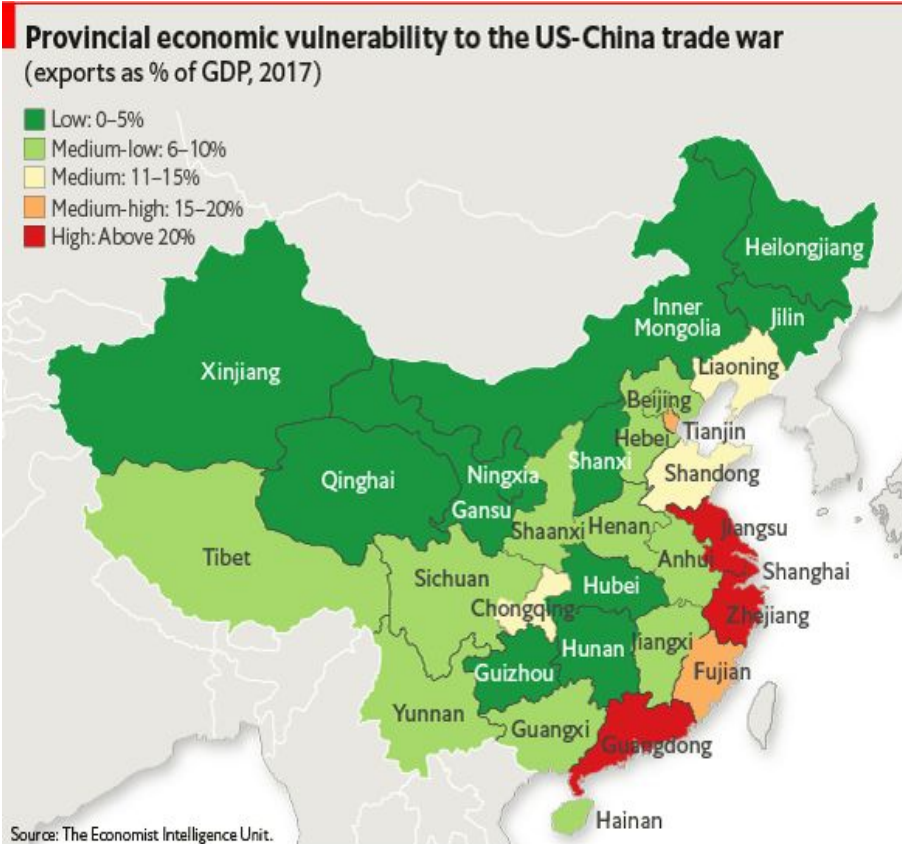 Provincial economic vulnerability to the US-China trade war
(exports as % of GDP, 2017)
Low: 0–5%
Medium-low: 6–10%
Medium: 11–15%
Medium-high: 15–20%
High: Above 20%
Heilongjiang
Inner
Mongolia
Jilin
Liaoning
Xinjiang
Beijing
Tianjin
Hebei
Shanxi
Shandong
Ningxia
Qinghai
Gansu
Shaanxi
Henan
Jiangsu
Anhui
Shanghai
Tibet
Sichuan
Hubei
Chongqing
Zhejiang
Hunan
Jiangxi
Guizhou
Fujian
Yunnan
Guangxi
Guangdong
Hainan
Source: The Economist Intelligence Unit.